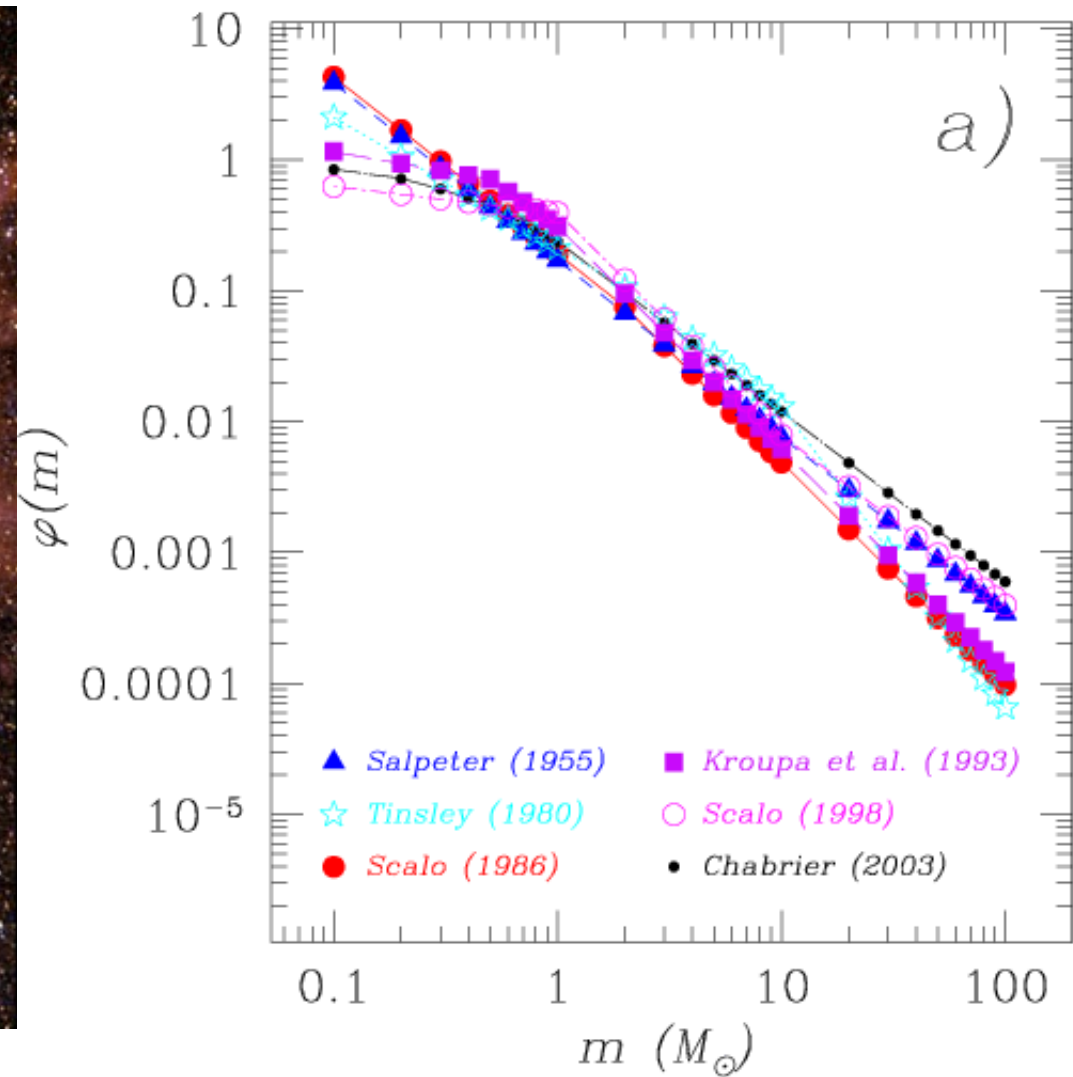 a)
10
1
0.1
0.01
0.001
0.0001
10⁻⁵
φ(m)
Salpeter (1955)
Tinsley (1980)
Scalo (1986)
Kroupa et al. (1993)
Scalo (1998)
Chabrier (2003)
0.1 1 10 100
m (M☉)